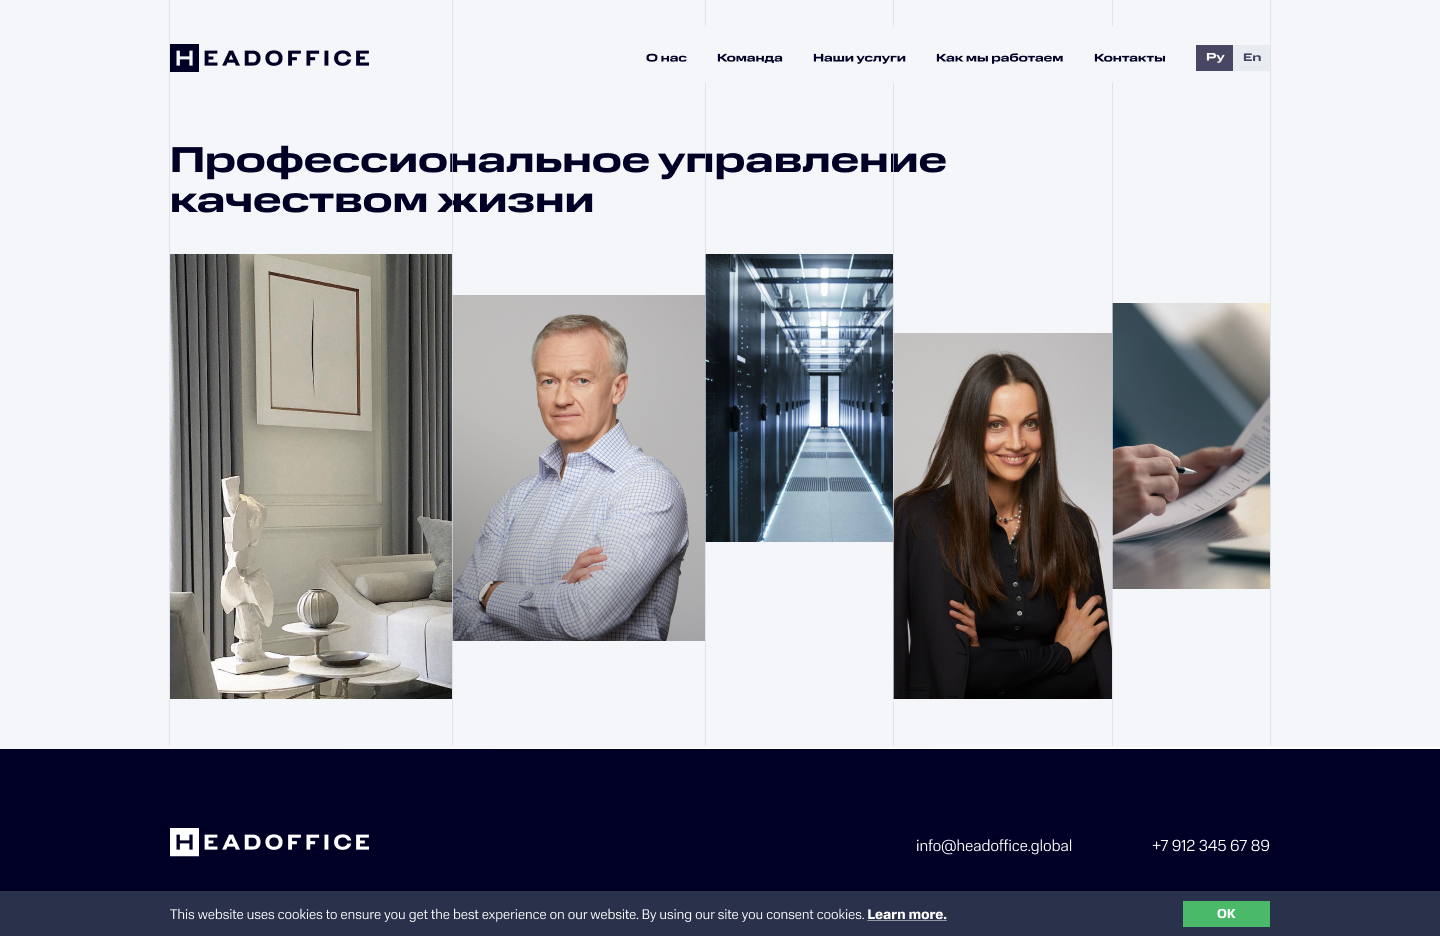 HEADOFFICE
О нас Команда Наши услуги Как мы работаем Контакты Ру En
Профессиональное управление
качеством жизни
HEADOFFICE
info@headoffice.global +7 912 345 67 89
This website uses cookies to ensure you get the best experience on our website. By using our site you consent cookies. Learn more. OK